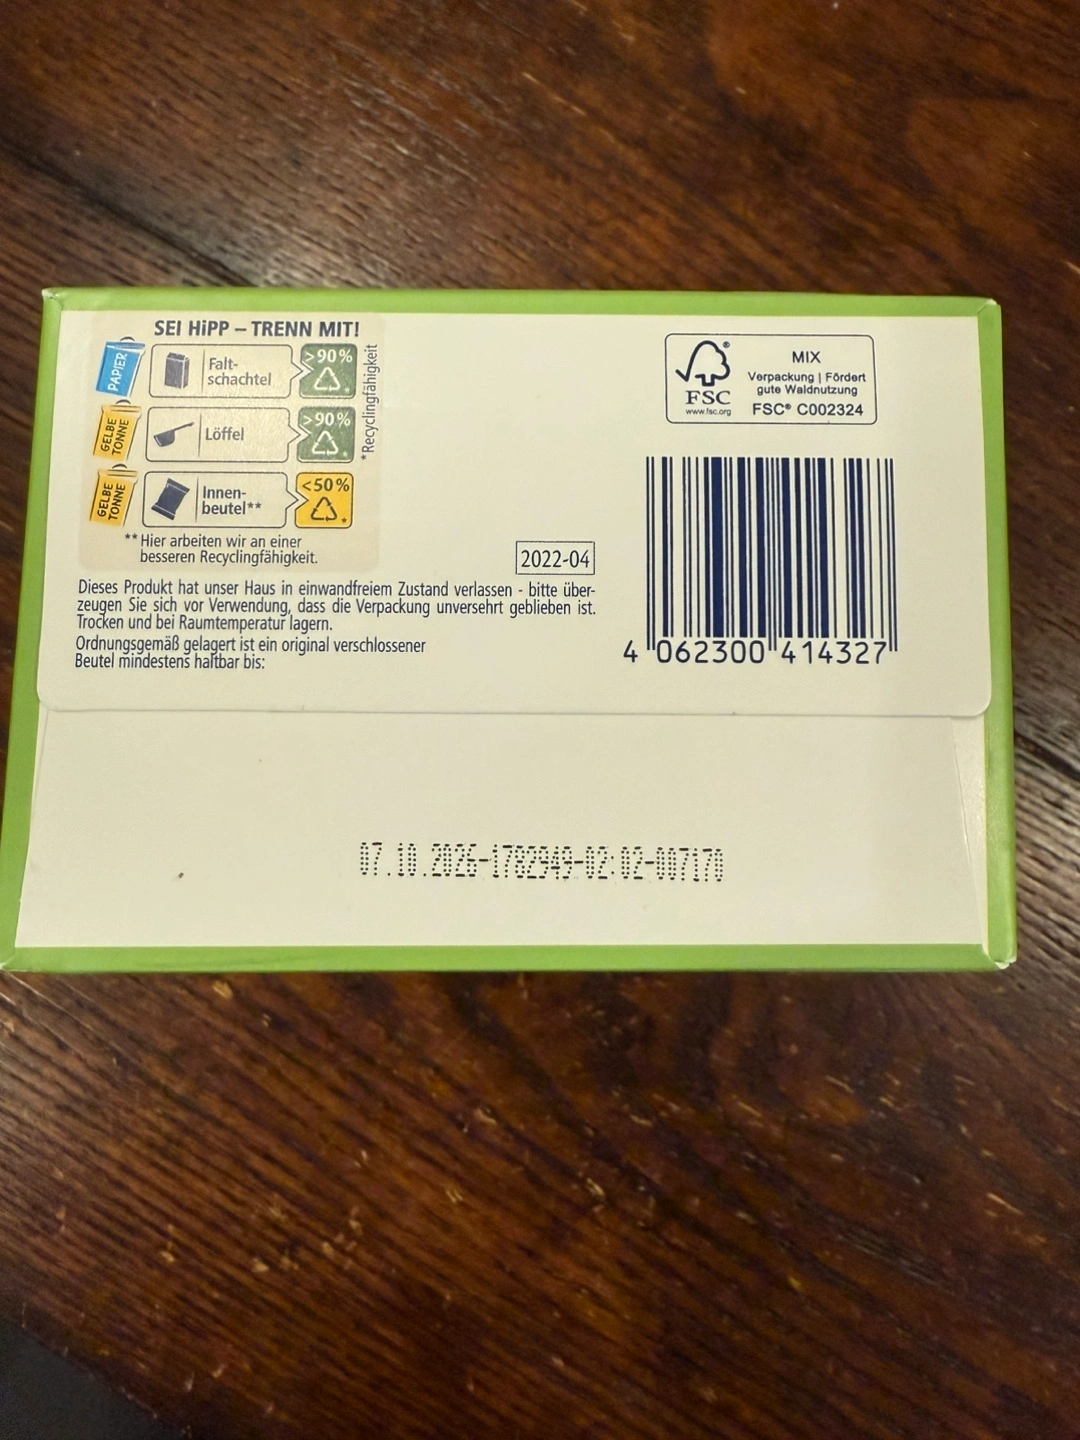 SEI HiPP – TRENN MIT!
PAPIER
Falt-
schachtel
>90%
*
GELBE
TONNE
Löffel
>90%
*
GELBE
TONNE
Innen-
beutel**
<50%
*
*Recyclingfähigkeit
** Hier arbeiten wir an einer
besseren Recyclingfähigkeit.
2022-04
Dieses Produkt hat unser Haus in einwandfreiem Zustand verlassen - bitte über-
zeugen Sie sich vor Verwendung, dass die Verpackung unversehrt geblieben ist.
Trocken und bei Raumtemperatur lagern.
Ordnungsgemäß gelagert ist ein original verschlossener
Beutel mindestens haltbar bis:
®
FSC
www.fsc.org
MIX
Verpackung | Fördert
gute Waldnutzung
FSC® C002324
4 062300 414327
07.10.2026-1782949-02:02-007170